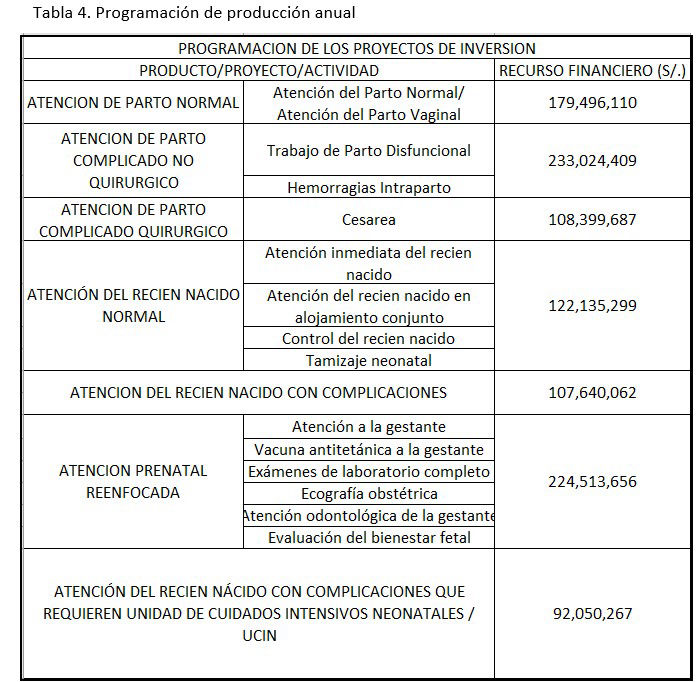 Tabla 4. Programación de producción anual
PROGRAMACION DE LOS PROYECTOS DE INVERSION
PRODUCTO/PROYECTO/ACTIVIDAD
RECURSO FINANCIERO (S/.)
ATENCION DE PARTO NORMAL
Atención del Parto Normal/
Atención del Parto Vaginal
179,496,110
ATENCION DE PARTO
COMPLICADO NO
QUIRURGICO
Trabajo de Parto Disfuncional
Hemorragias Intraparto
233,024,409
ATENCION DE PARTO
COMPLICADO QUIRURGICO
Cesarea
108,399,687
ATENCIÓN DEL RECIEN NACIDO
NORMAL
Atención inmediata del recien
nacido
Atención del recien nacido en
alojamiento conjunto
Control del recien nacido
Tamizaje neonatal
122,135,299
ATENCION DEL RECIEN NACIDO CON COMPLICACIONES
107,640,062
ATENCION PRENATAL
REENFOCADA
Atención a la gestante
Vacuna antitetánica a la gestante
Exámenes de laboratorio completo
Ecografía obstétrica
Atención odontológica de la gestante
Evaluación del bienestar fetal
224,513,656
ATENCIÓN DEL RECIEN NÁCIDO CON COMPLICACIONES QUE
REQUIEREN UNIDAD DE CUIDADOS INTENSIVOS NEONATALES /
UCIN
92,050,267